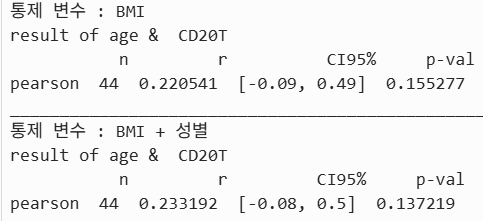 통제 변수 : BMI
result of age &  CD20T
n         r          CI95%     p-val
pearson  44  0.220541  [-0.09, 0.49]  0.155277
통제 변수 : BMI + 성별
result of age &  CD20T
n         r         CI95%     p-val
pearson  44  0.233192  [-0.08, 0.5]  0.137219